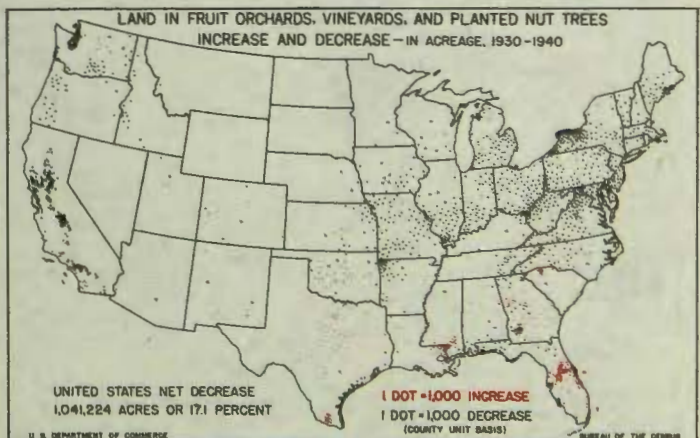 LAND IN FRUIT ORCHARDS, VINEYARDS, AND PLANTED NUT TREES
INCREASE AND DECREASE — IN ACREAGE, 1930-1940
UNITED STATES NET DECREASE
1,041,224 ACRES OR 17.1 PERCENT
1 DOT = 1,000 INCREASE
1 DOT = 1,000 DECREASE
(COUNTY UNIT BASIS)
U. S. DEPARTMENT OF COMMERCE
BUREAU OF THE CENSUS